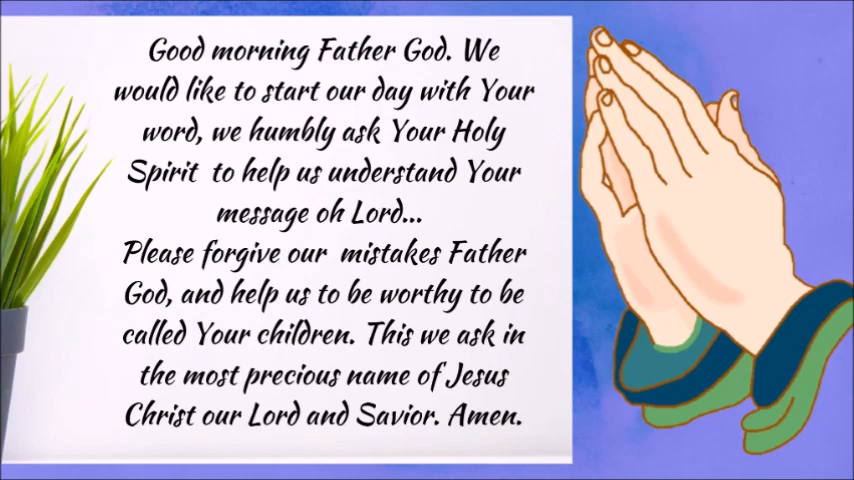 Good morning Father God. We
would like to start our day with Your
word, we humbly ask Your Holy
Spirit to help us understand Your
message oh Lord...
Please forgive our mistakes Father
God, and help us to be worthy to be
called Your children. This we ask in
the most precious name of Jesus
Christ our Lord and Savior. Amen.